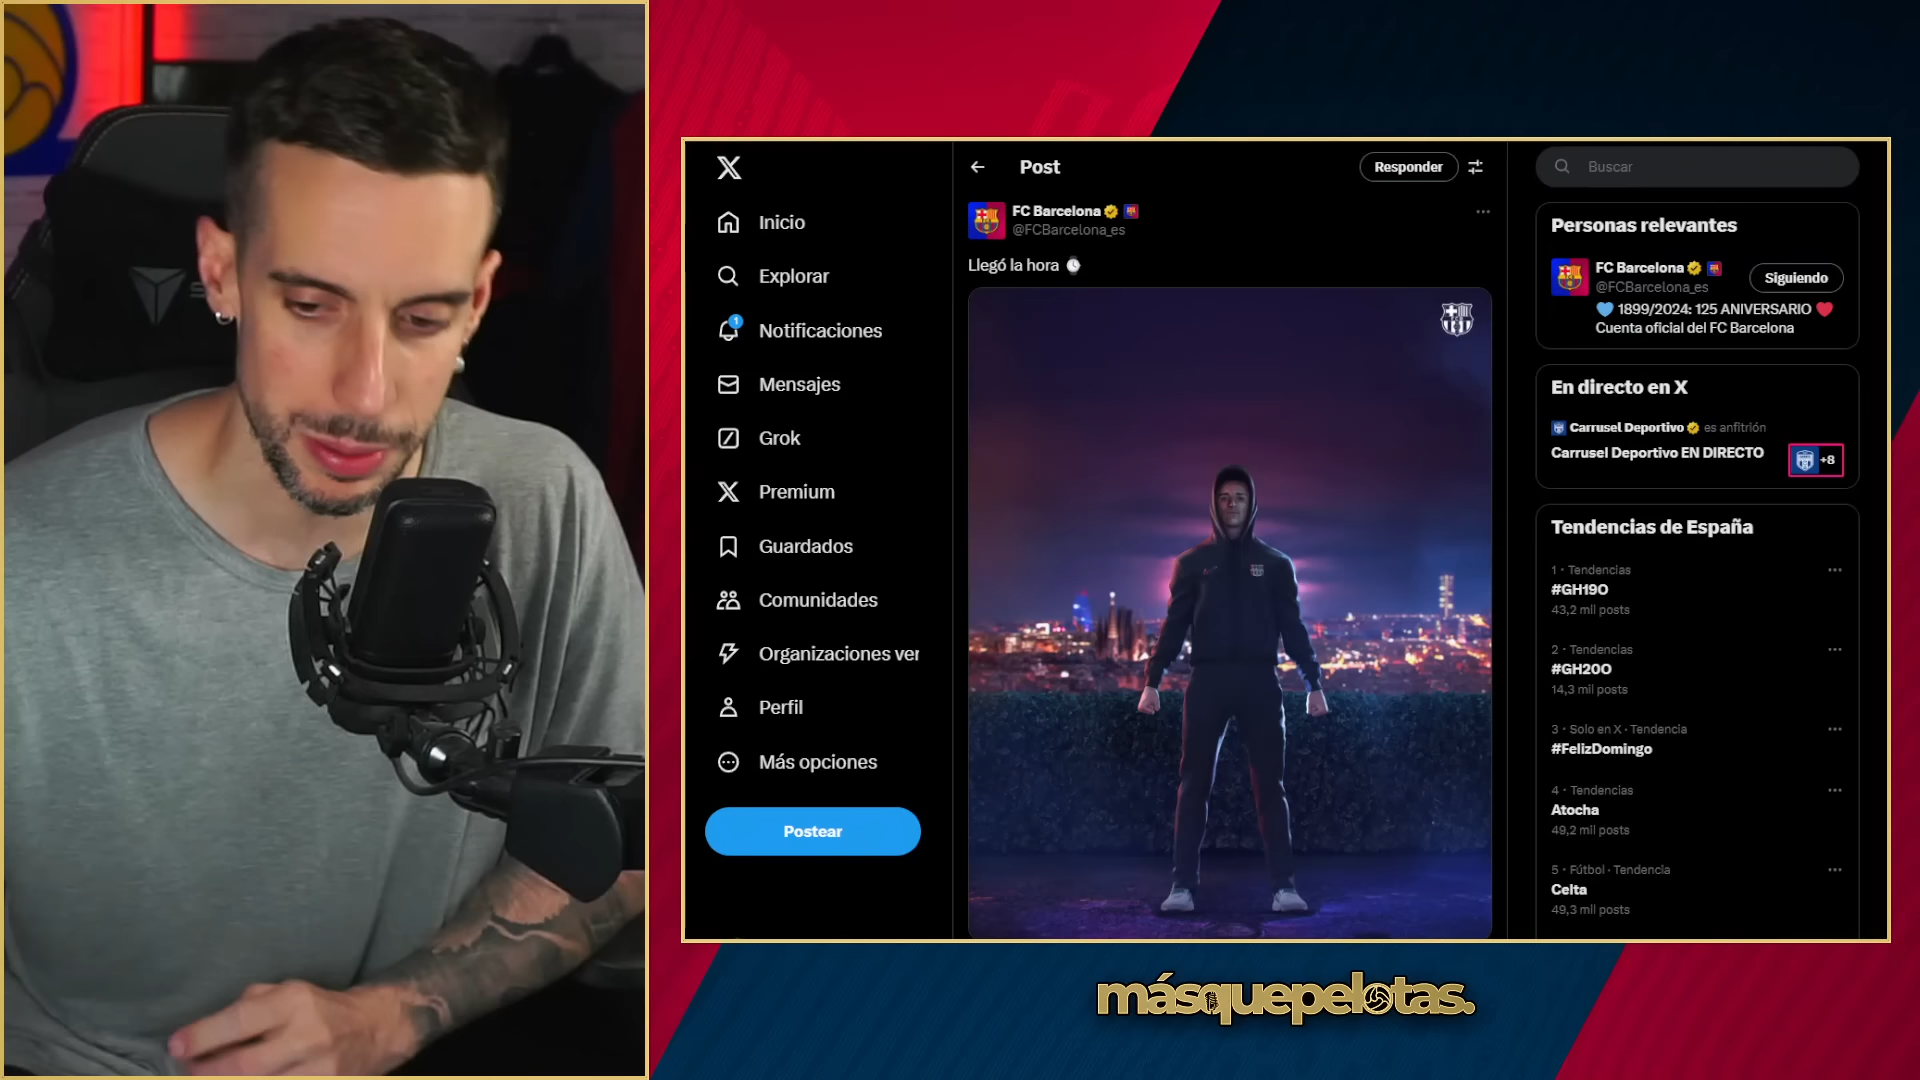 Inicio
Explorar
1
Notificaciones
Mensajes
Grok
Premium
Guardados
Comunidades
Organizaciones ver
Perfil
Más opciones
Postear
Post
Responder
FC Barcelona
@FCBarcelona_es
Llegó la hora
Buscar
Personas relevantes
FC Barcelona
@FCBarcelona_es
Siguiendo
1899/2024: 125 ANIVERSARIO
Cuenta oficial del FC Barcelona
En directo en X
Carrusel Deportivo es anfitrión
Carrusel Deportivo EN DIRECTO
+8
Tendencias de España
1 · Tendencias
#GH19O
43,2 mil posts
2 · Tendencias
#GH20O
14,3 mil posts
3 · Solo en X · Tendencia
#FelizDomingo
4 · Tendencias
Atocha
49,2 mil posts
5 · Fútbol · Tendencia
Celta
49,3 mil posts
másquepelotas.